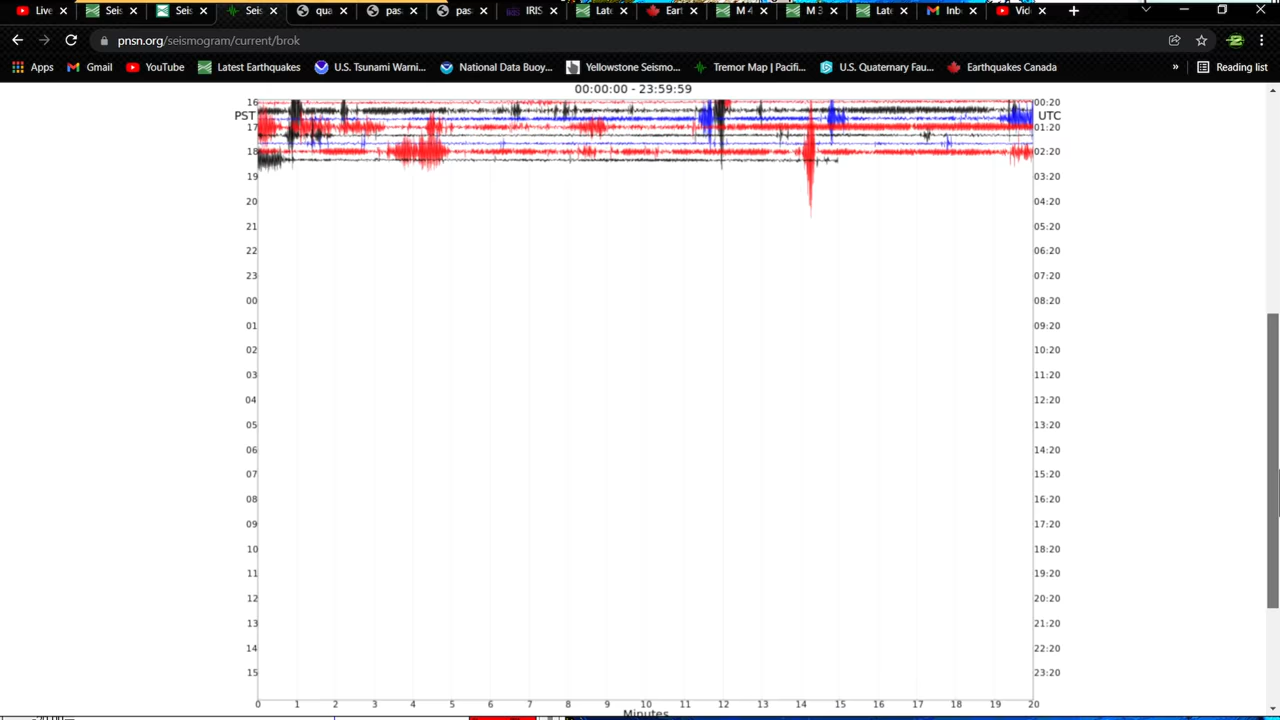 Live
Seis
Seis
Seis
qua
pas
pas
IRIS
Late
Eart
M 4
M 3
Late
Inb
Vid
pnsn.org/seismogram/current/brok
Apps
Gmail
YouTube
Latest Earthquakes
U.S. Tsunami Warni...
National Data Buoy...
Yellowstone Seismo...
Tremor Map | Pacific...
U.S. Quaternary Fau...
Earthquakes Canada
»
Reading list
00:00:00 - 23:59:59
16 00:20
PST UTC
17 01:20
18 02:20
19 03:20
20 04:20
21 05:20
22 06:20
23 07:20
00 08:20
01 09:20
02 10:20
03 11:20
04 12:20
05 13:20
06 14:20
07 15:20
08 16:20
09 17:20
10 18:20
11 19:20
12 20:20
13 21:20
14 22:20
15 23:20
0 1 2 3 4 5 6 7 8 9 10 11 12 13 14 15 16 17 18 19 20
Minutes